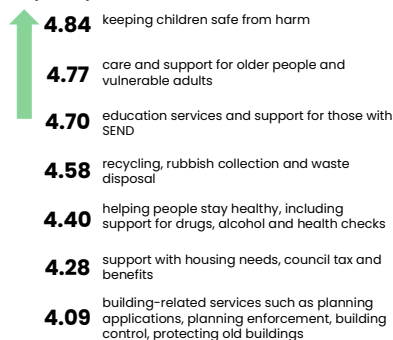 4.84 keeping children safe from harm
4.77 care and support for older people and
vulnerable adults
4.70 education services and support for those with
SEND
4.58 recycling, rubbish collection and waste
disposal
4.40 helping people stay healthy, including
support for drugs, alcohol and health checks
4.28 support with housing needs, council tax and
benefits
4.09 building-related services such as planning
applications, planning enforcement, building
control, protecting old buildings